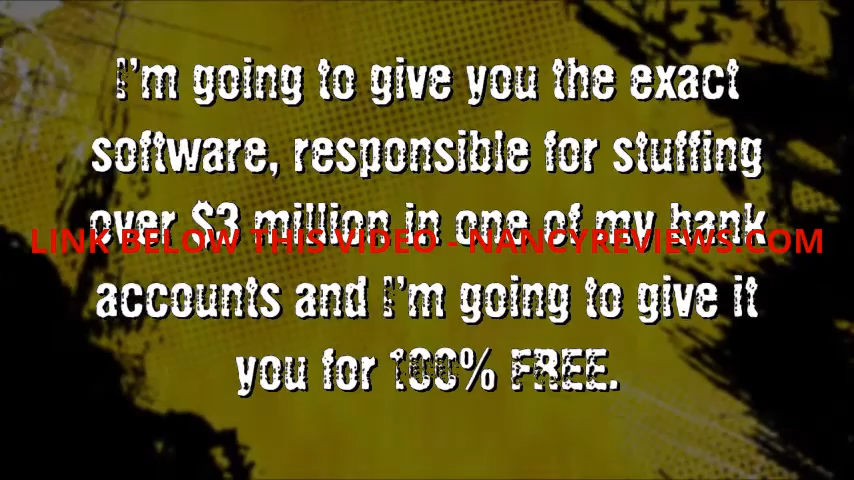 I'm going to give you the exact
software, responsible for stuffing
over $3 million in one of my bank
LINK BELOW THIS VIDEO - NANCYREVIEWS.COM
accounts and I'm going to give it
you for 100% FREE.